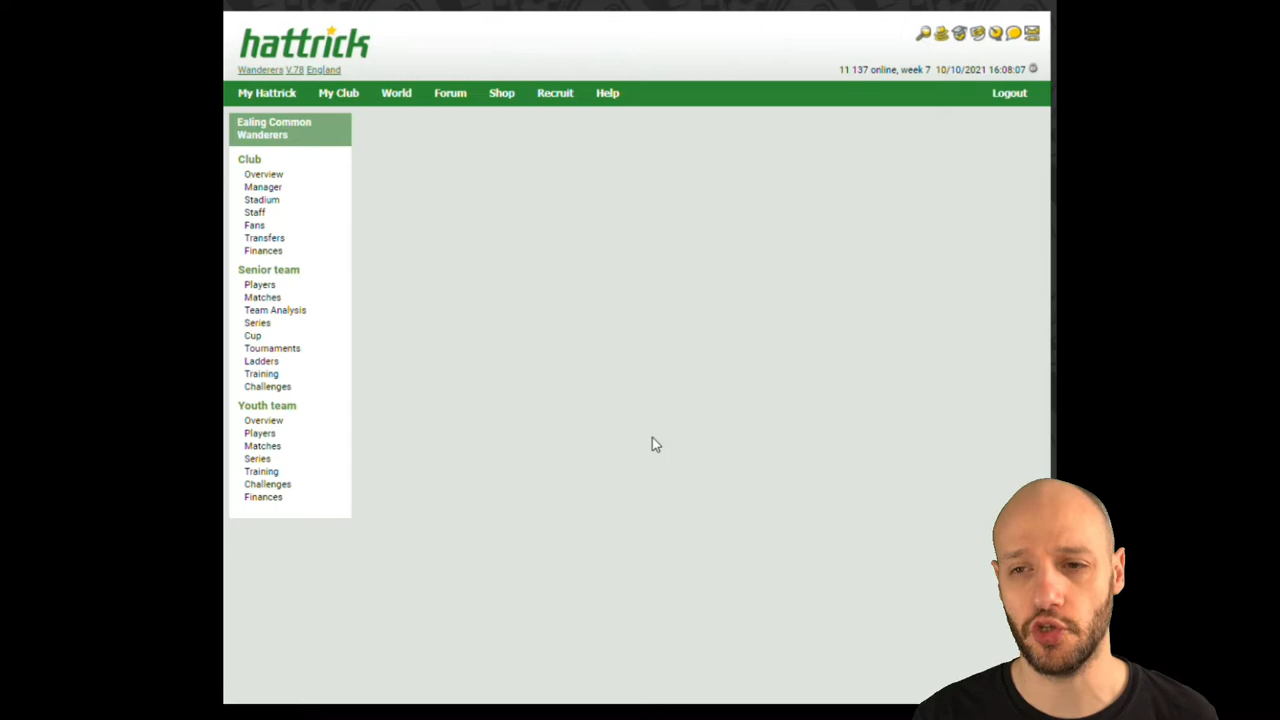 hattrick
Wanderers V.78 England
11 137 online, week 7 10/10/2021 16:08:07
My Hattrick My Club World Forum Shop Recruit Help Logout
Ealing Common
Wanderers
Club
Overview
Manager
Stadium
Staff
Fans
Transfers
Finances
Senior team
Players
Matches
Team Analysis
Series
Cup
Tournaments
Ladders
Training
Challenges
Youth team
Overview
Players
Matches
Series
Training
Challenges
Finances